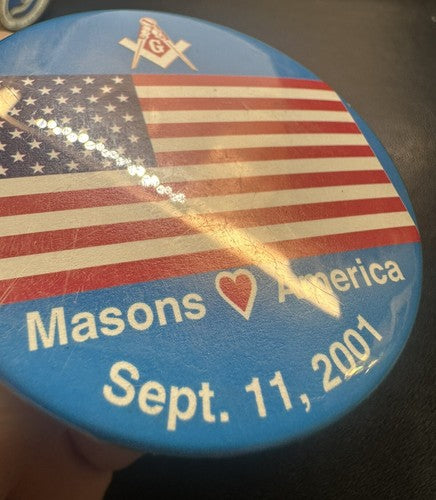 G
Masons ❤ America
Sept. 11, 2001